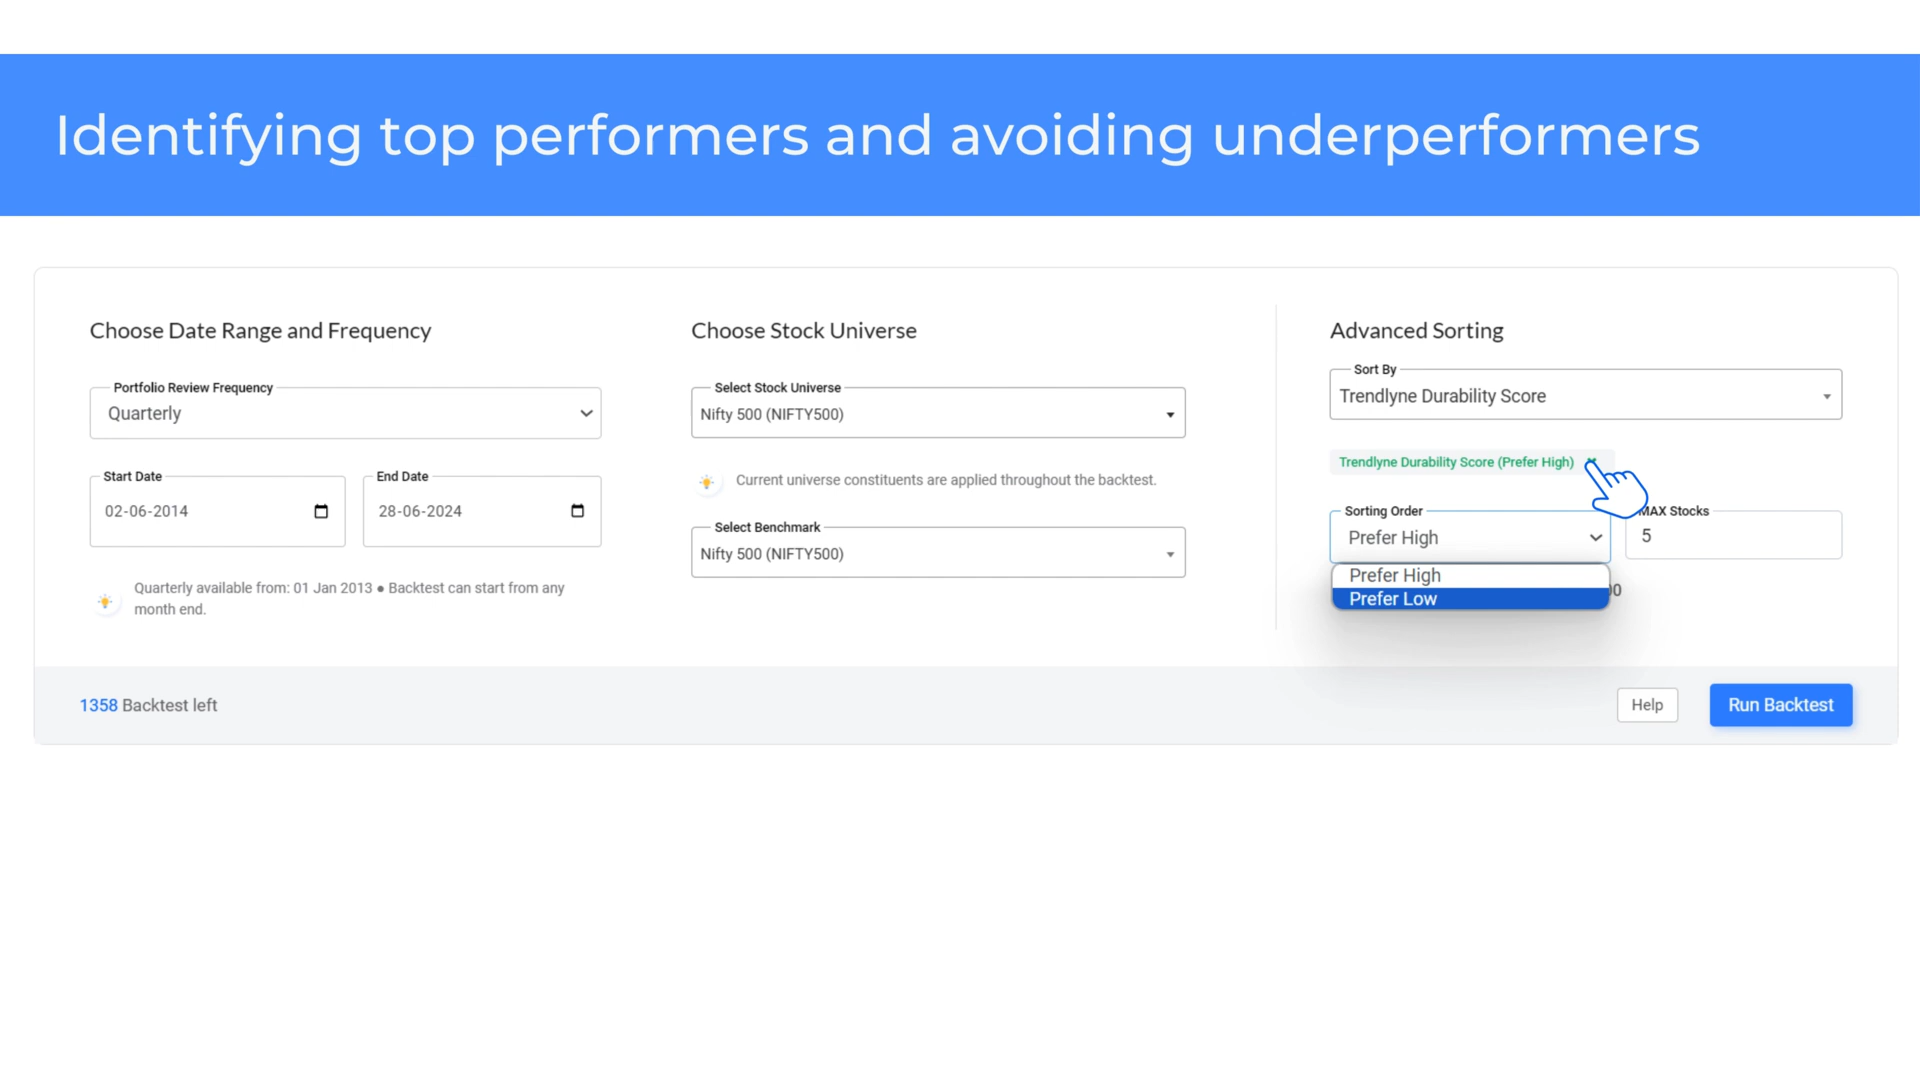 Identifying top performers and avoiding underperformers
Choose Date Range and Frequency
Portfolio Review Frequency
Quarterly
Start Date
02-06-2014
End Date
28-06-2024
Quarterly available from: 01 Jan 2013 ● Backtest can start from any
month end.
Choose Stock Universe
Select Stock Universe
Nifty 500 (NIFTY500)
Current universe constituents are applied throughout the backtest.
Select Benchmark
Nifty 500 (NIFTY500)
Advanced Sorting
Sort By
Trendlyne Durability Score
Trendlyne Durability Score (Prefer High)
Sorting Order
Prefer High
MAX Stocks
5
Prefer High
Prefer Low
1358 Backtest left
Help
Run Backtest